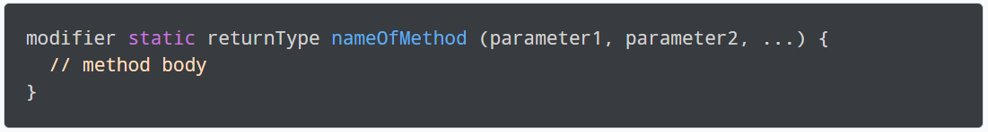 modifier static returnType nameOfMethod (parameter1, parameter2, ...) {
  // method body
}